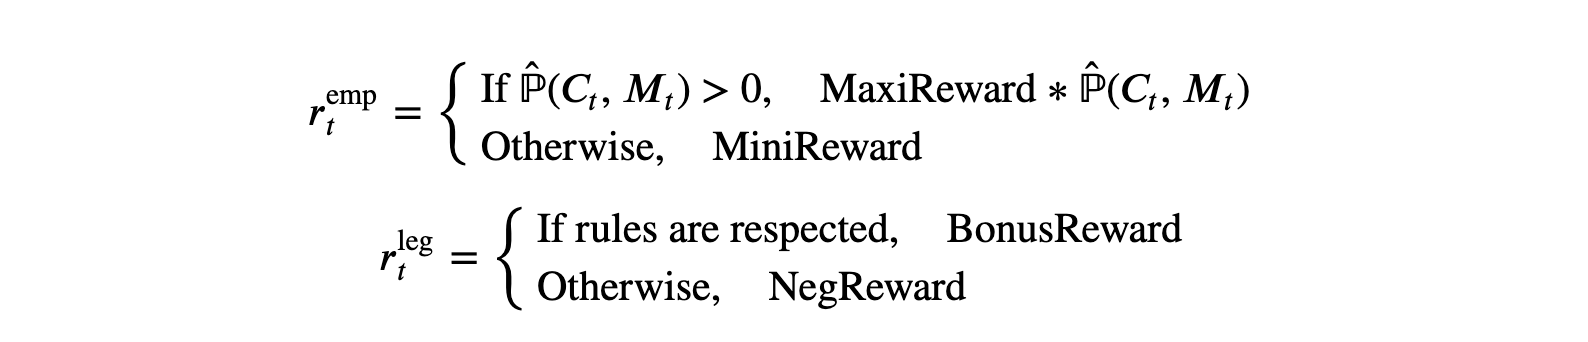 r_t^emp = { If ℙ̂(C_t, M_t) > 0, MaxiReward ∗ ℙ̂(C_t, M_t)
Otherwise, MiniReward
r_t^leg = { If rules are respected, BonusReward
Otherwise, NegReward